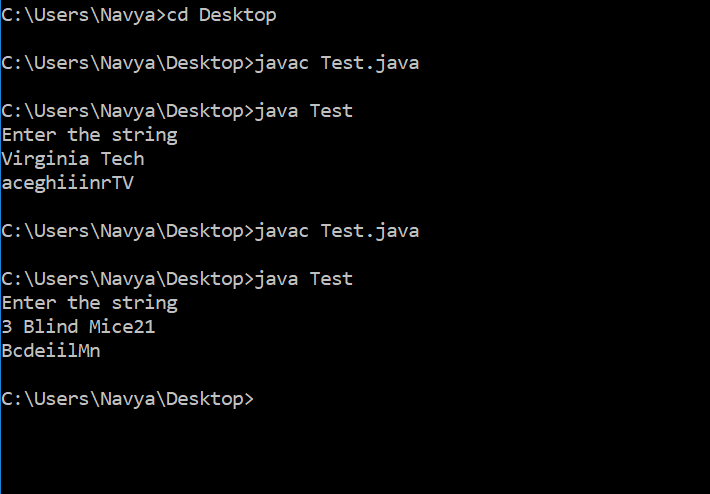 C:\Users\Navya>cd Desktop
C:\Users\Navya\Desktop>javac Test.java
C:\Users\Navya\Desktop>java Test
Enter the string
Virginia Tech
aceghiiinrTV
C:\Users\Navya\Desktop>javac Test.java
C:\Users\Navya\Desktop>java Test
Enter the string
3 Blind Mice21
BcdeiilMn
C:\Users\Navya\Desktop>